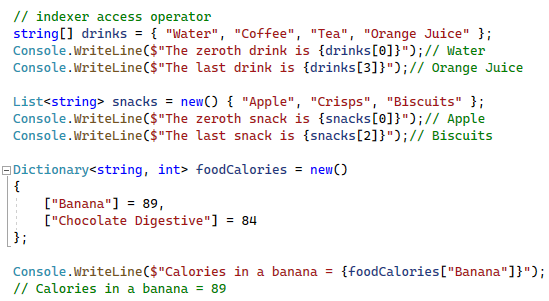 // indexer access operator
string[] drinks = { "Water", "Coffee", "Tea", "Orange Juice" };
Console.WriteLine($"The zeroth drink is {drinks[0]}");// Water
Console.WriteLine($"The last drink is {drinks[3]}");// Orange Juice
List<string> snacks = new() { "Apple", "Crisps", "Biscuits" };
Console.WriteLine($"The zeroth snack is {snacks[0]}");// Apple
Console.WriteLine($"The last snack is {snacks[2]}");// Biscuits
Dictionary<string, int> foodCalories = new()
{
    ["Banana"] = 89,
    ["Chocolate Digestive"] = 84
};
Console.WriteLine($"Calories in a banana = {foodCalories["Banana"]}");
// Calories in a banana = 89